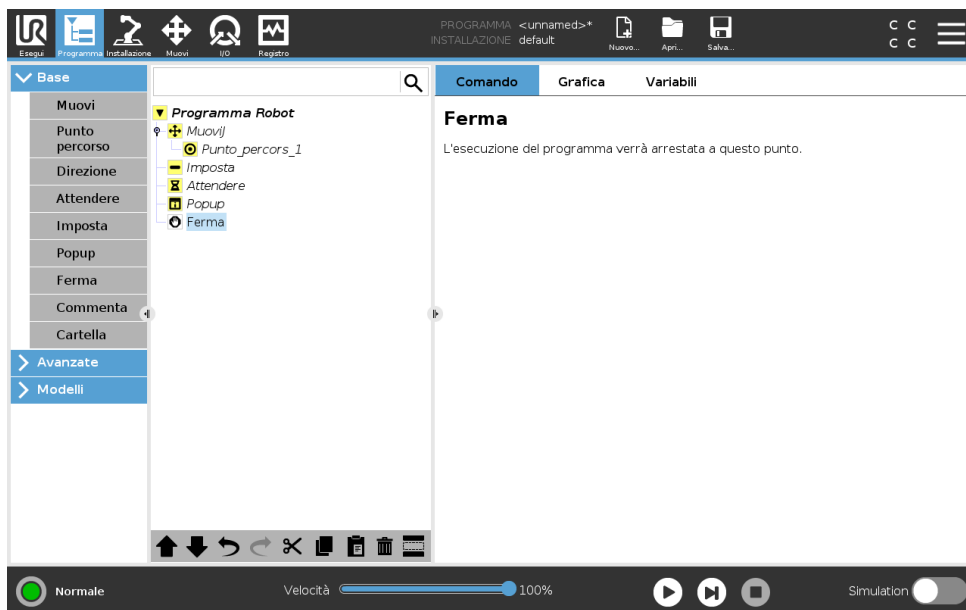 Esegui
Programma
Installazione
Muovi
I/O
Registro
PROGRAMMA <unnamed>*
INSTALLAZIONE default
Nuovo...
Apri...
Salva...
C C
C C
Base
Muovi
Punto
percorso
Direzione
Attendere
Imposta
Popup
Ferma
Commenta
Cartella
Avanzate
Modelli
Programma Robot
MuoviJ
Punto_percors_1
Imposta
Attendere
Popup
Ferma
Comando
Grafica
Variabili
Ferma
L'esecuzione del programma verrà arrestata a questo punto.
Normale
Velocità
100%
Simulation